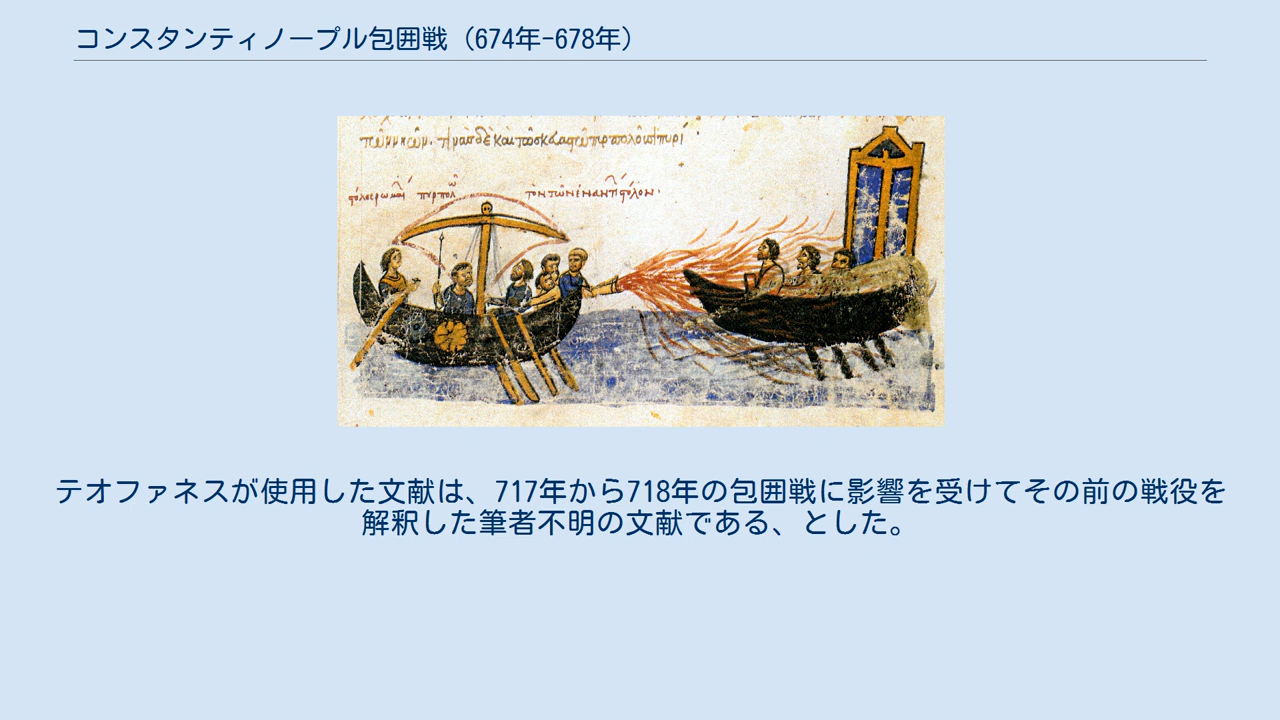 コンスタンティノープル包囲戦（674年-678年）
テオファネスが使用した文献は、717年から718年の包囲戦に影響を受けてその前の戦役を
解釈した筆者不明の文献である、とした。